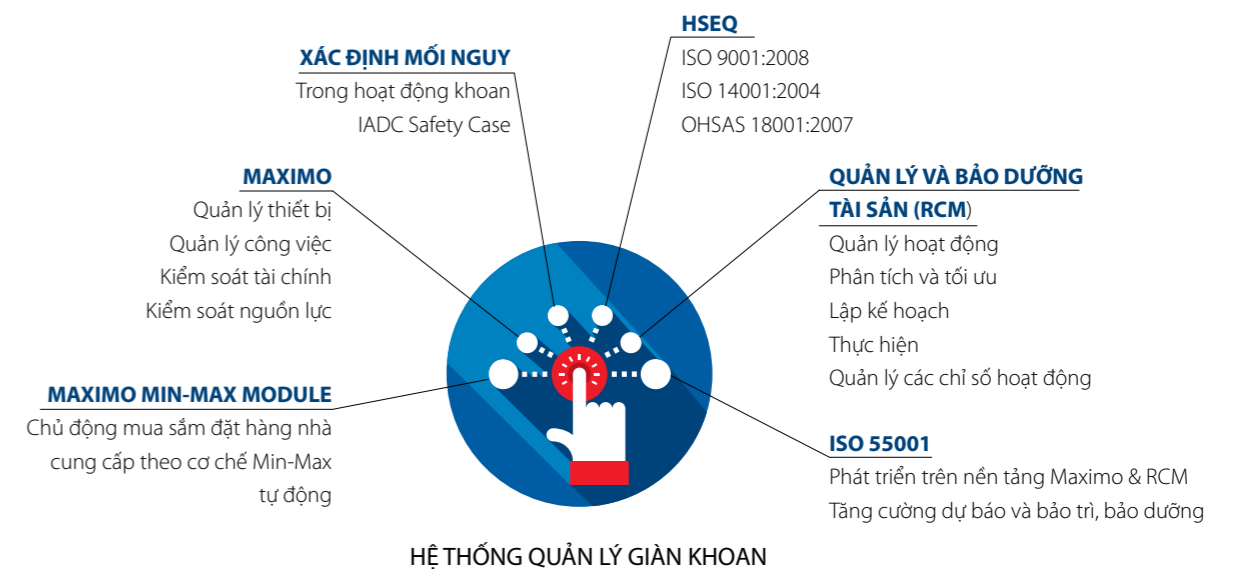 HSEQ
ISO 9001:2008
ISO 14001:2004
OHSAS 18001:2007
XÁC ĐỊNH MỐI NGUY
Trong hoạt động khoan
IADC Safety Case
MAXIMO
Quản lý thiết bị
Quản lý công việc
Kiểm soát tài chính
Kiểm soát nguồn lực
QUẢN LÝ VÀ BẢO DƯỠNG
TÀI SẢN (RCM)
Quản lý hoạt động
Phân tích và tối ưu
Lập kế hoạch
Thực hiện
Quản lý các chỉ số hoạt động
MAXIMO MIN-MAX MODULE
Chủ động mua sắm đặt hàng nhà
cung cấp theo cơ chế Min-Max
tự động
ISO 55001
Phát triển trên nền tảng Maximo & RCM
Tăng cường dự báo và bảo trì, bảo dưỡng
HỆ THỐNG QUẢN LÝ GIÀN KHOAN